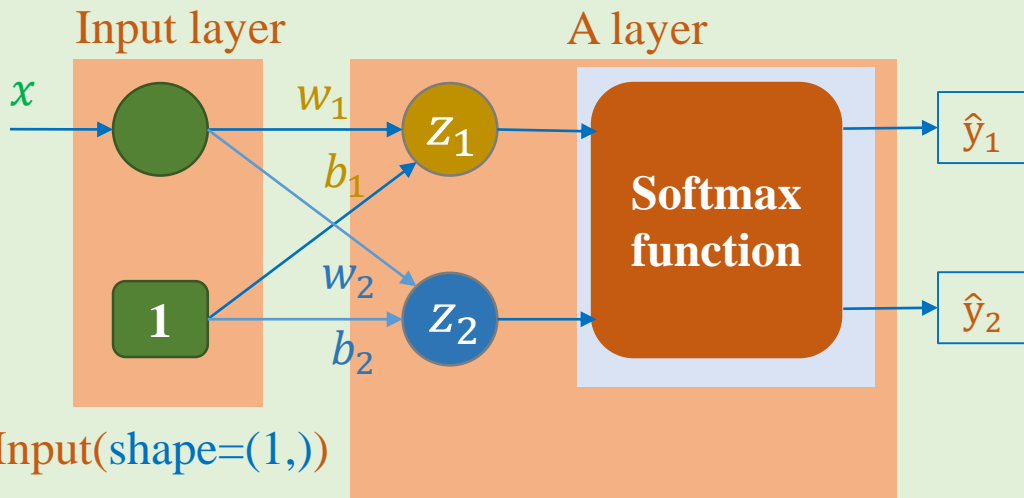 Input layer
A layer
x
w₁
z₁
ŷ₁
b₁
Softmax
function
w₂
1
z₂
ŷ₂
b₂
Input(shape=(1,))